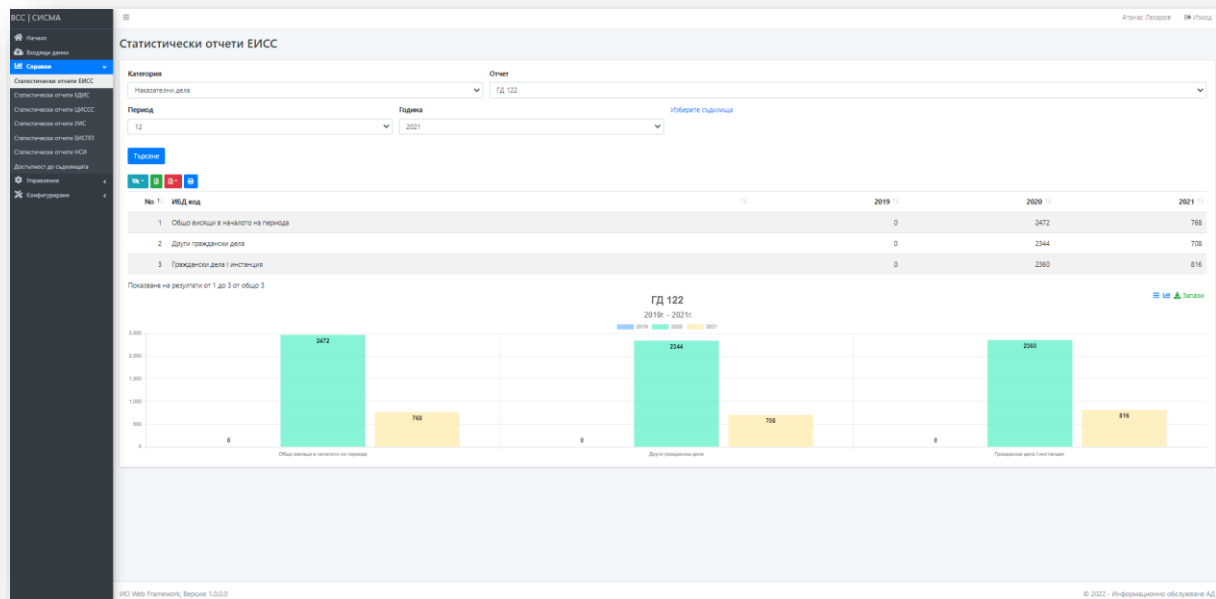 ВСС | СИСМА
Атанас Лазаров Изход
Начало
Входящи данни
Справки
Статистически отчети ЕИСС
Статистически отчети ЕДИС
Статистически отчети ЦИССС
Статистически отчети УИС
Статистически отчети ЕИСПП
Статистически отчети НСИ
Достъпност до съдилищата
Управление
Конфигуриране
Статистически отчети ЕИСС
Категория Отчет
Наказателни дела ГД 122
Период Година Изберете съдилища
12 2021
Търсене
No ИБД код 2019 2020 2021
1 Общо висящи в началото на периода 0 2472 768
2 Други граждански дела 0 2344 708
3 Граждански дела I инстанция 0 2360 816
Показване на резултати от 1 до 3 от общо 3
Запази
ГД 122
2019г. - 2021г.
2019 2020 2021
2,500
2,000
1,500
1,000
500
0
0 2472 768
0 2344 708
0 2360 816
Общо висящи в началото на периода Други граждански дела Граждански дела I инстанция
ИО Web Framework, Версия: 1.0.0.0
© 2022 - Информационно обслужване АД